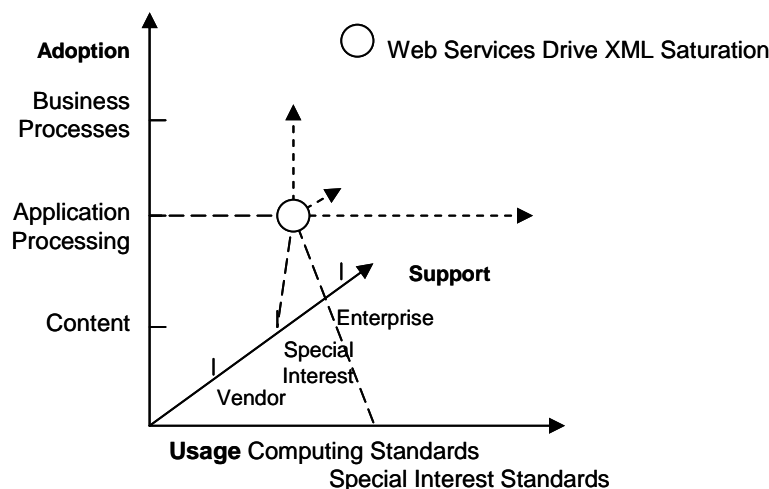 Adoption
Web Services Drive XML Saturation
Business
Processes
Application
Processing
Support
Content
Enterprise
Special
Interest
Vendor
Usage Computing Standards
Special Interest Standards